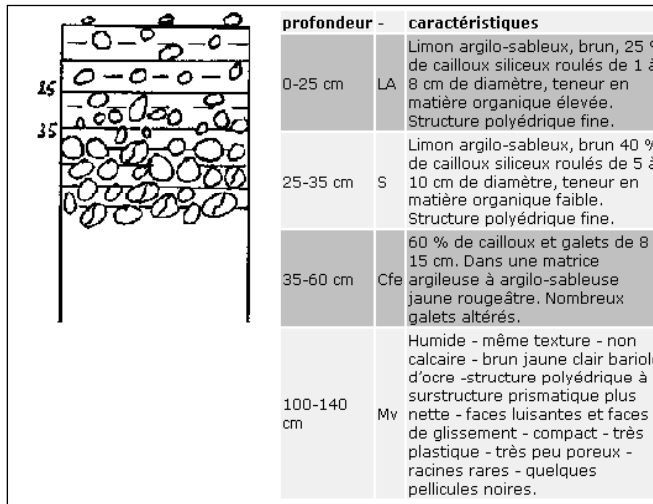 25
35
profondeur - caractéristiques
0-25 cm LA
Limon argilo-sableux, brun, 25 %
de cailloux siliceux roulés de 1 à
8 cm de diamètre, teneur en
matière organique élevée.
Structure polyédrique fine.
25-35 cm S
Limon argilo-sableux, brun 40 %
de cailloux siliceux roulés de 5 à
10 cm de diamètre, teneur en
matière organique faible.
Structure polyédrique fine.
35-60 cm Cfe
60 % de cailloux et galets de 8
15 cm. Dans une matrice
argileuse à argilo-sableuse
jaune rougeâtre. Nombreux
galets altérés.
100-140
cm Mv
Humide - même texture - non
calcaire - brun jaune clair bariolé
d'ocre -structure polyédrique à
surstructure prismatique plus
nette - faces luisantes et faces
de glissement - compact - très
plastique - très peu poreux -
racines rares - quelques
pellicules noires.